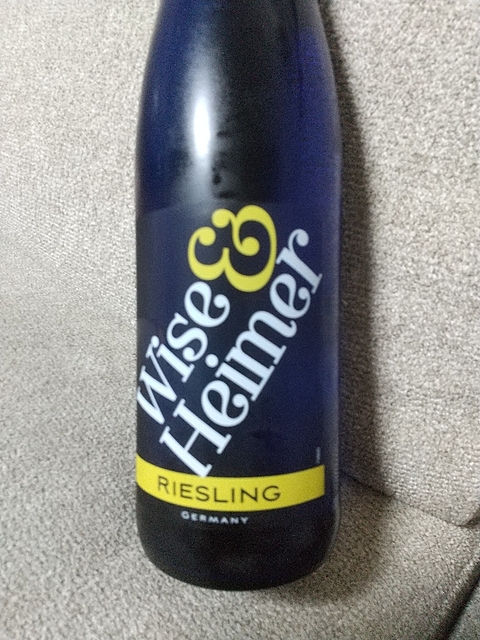 Wise &
Heimer
RIESLING
GERMANY